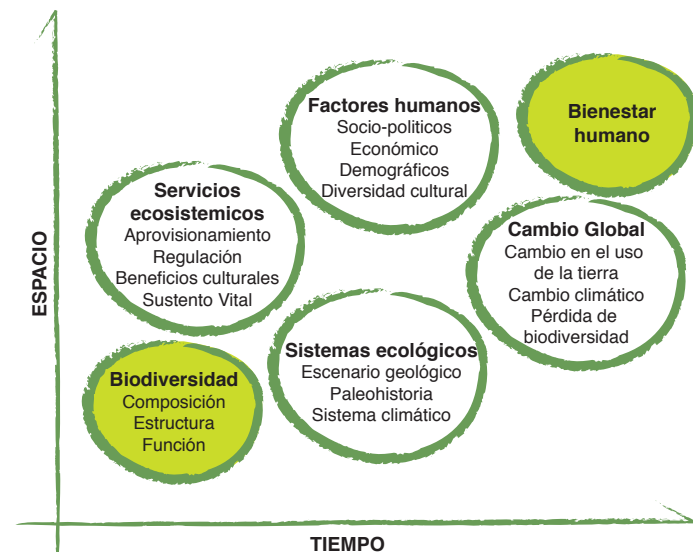 Factores humanos
Socio-politicos
Económico
Demográficos
Diversidad cultural
Bienestar
humano
Servicios
ecosistemicos
Aprovisionamiento
Regulación
Beneficios culturales
Sustento Vital
Cambio Global
Cambio en el uso
de la tierra
Cambio climático
Pérdida de
biodiversidad
Biodiversidad
Composición
Estructura
Función
Sistemas ecológicos
Escenario geológico
Paleohistoria
Sistema climático
ESPACIO
TIEMPO